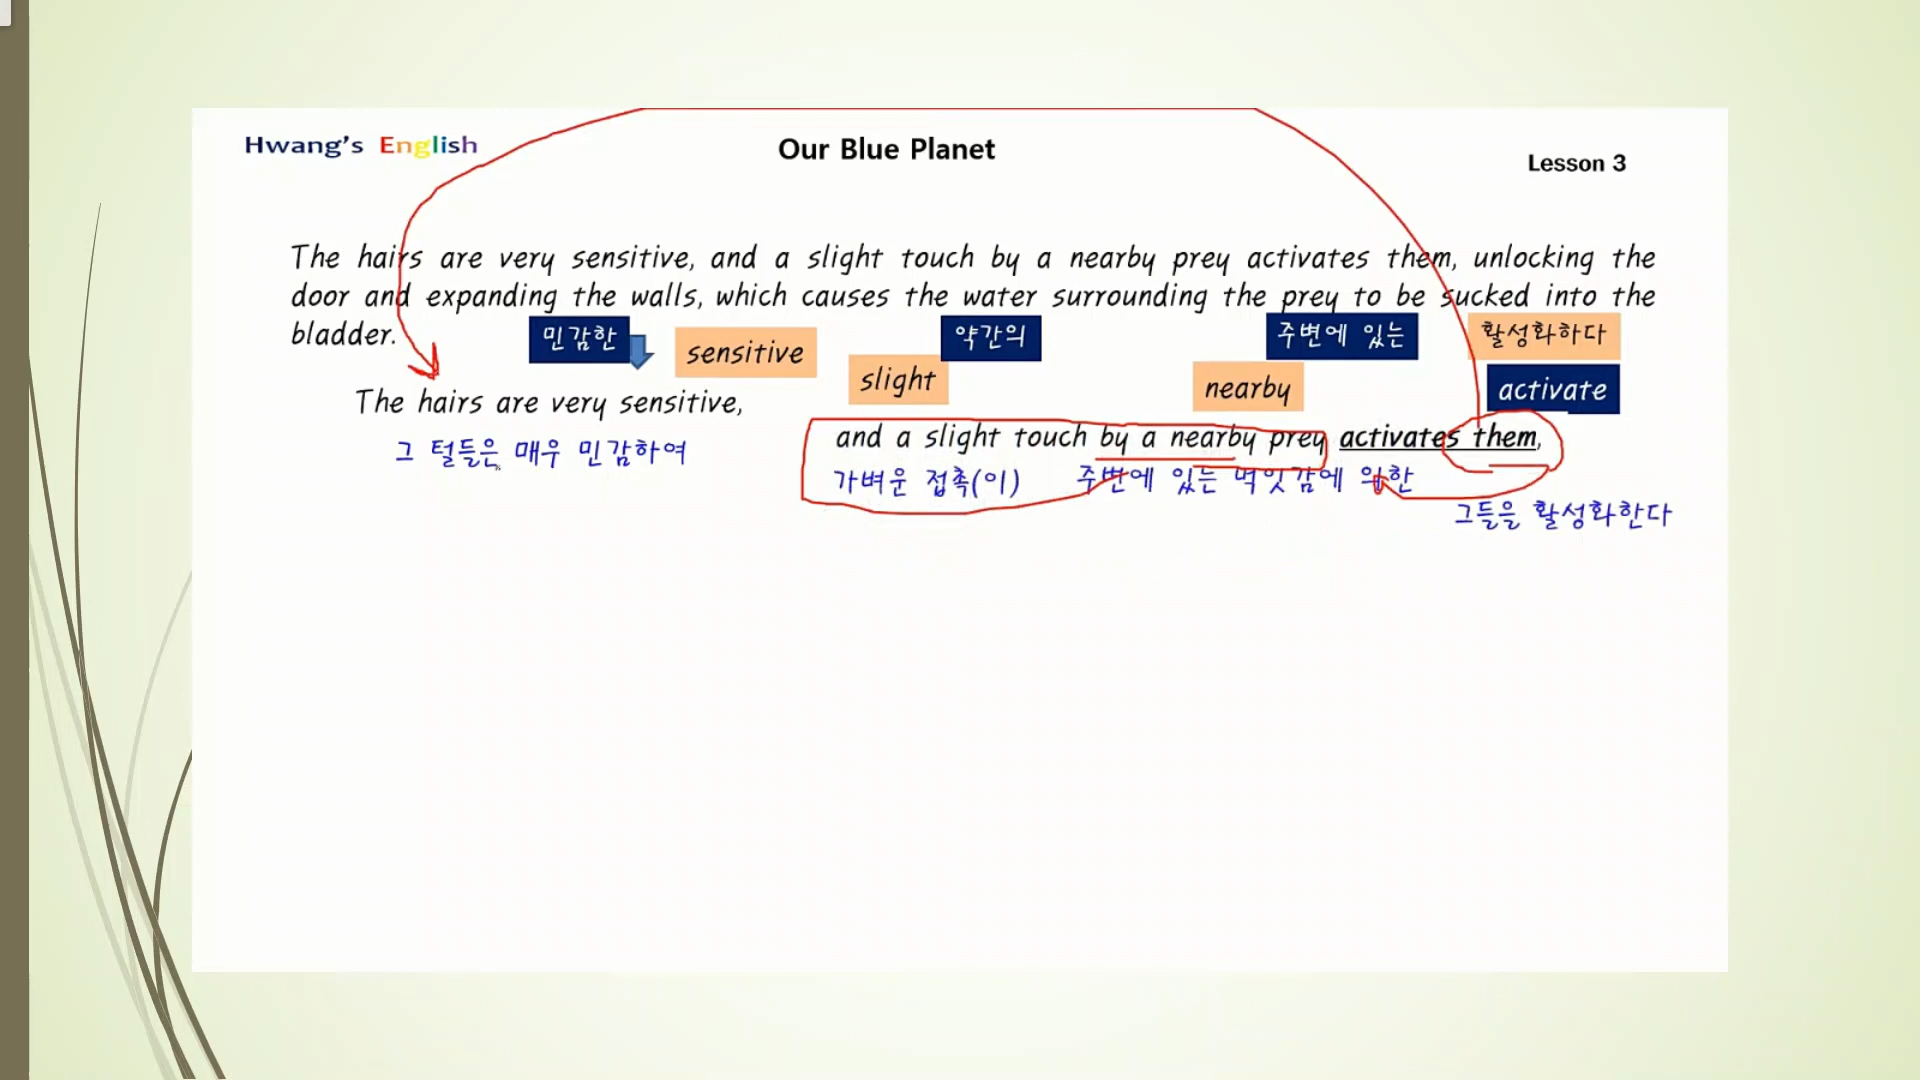 Hwang's English
Our Blue Planet
Lesson 3
The hairs are very sensitive, and a slight touch by a nearby prey activates them, unlocking the
door and expanding the walls, which causes the water surrounding the prey to be sucked into the
bladder.
민감한
sensitive
약간의
slight
주변에 있는
nearby
활성화하다
activate
The hairs are very sensitive,
그 털들은 매우 민감하여
and a slight touch by a nearby prey activates them,
가벼운 접촉(이) 주변에 있는 먹잇감에 의한
그들을 활성화한다